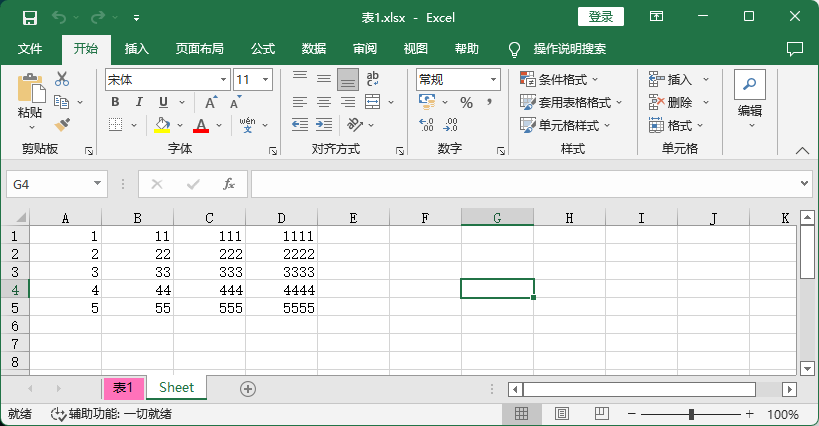 表1.xlsx - Excel 登录
文件 开始 插入 页面布局 公式 数据 审阅 视图 帮助 操作说明搜索
宋体 11 ab c 常规 条件格式 插入
粘贴 B I U A A % , 套用表格格式 删除 编辑
A wén 文 .00 .00 单元格样式 格式
剪贴板 字体 对齐方式 数字 样式 单元格
G4 fx
A B C D E F G H I J K
1 1 11 111 1111
2 2 22 222 2222
3 3 33 333 3333
4 4 44 444 4444
5 5 55 555 5555
6
7
8
表1 Sheet
就绪 辅助功能: 一切就绪 100%